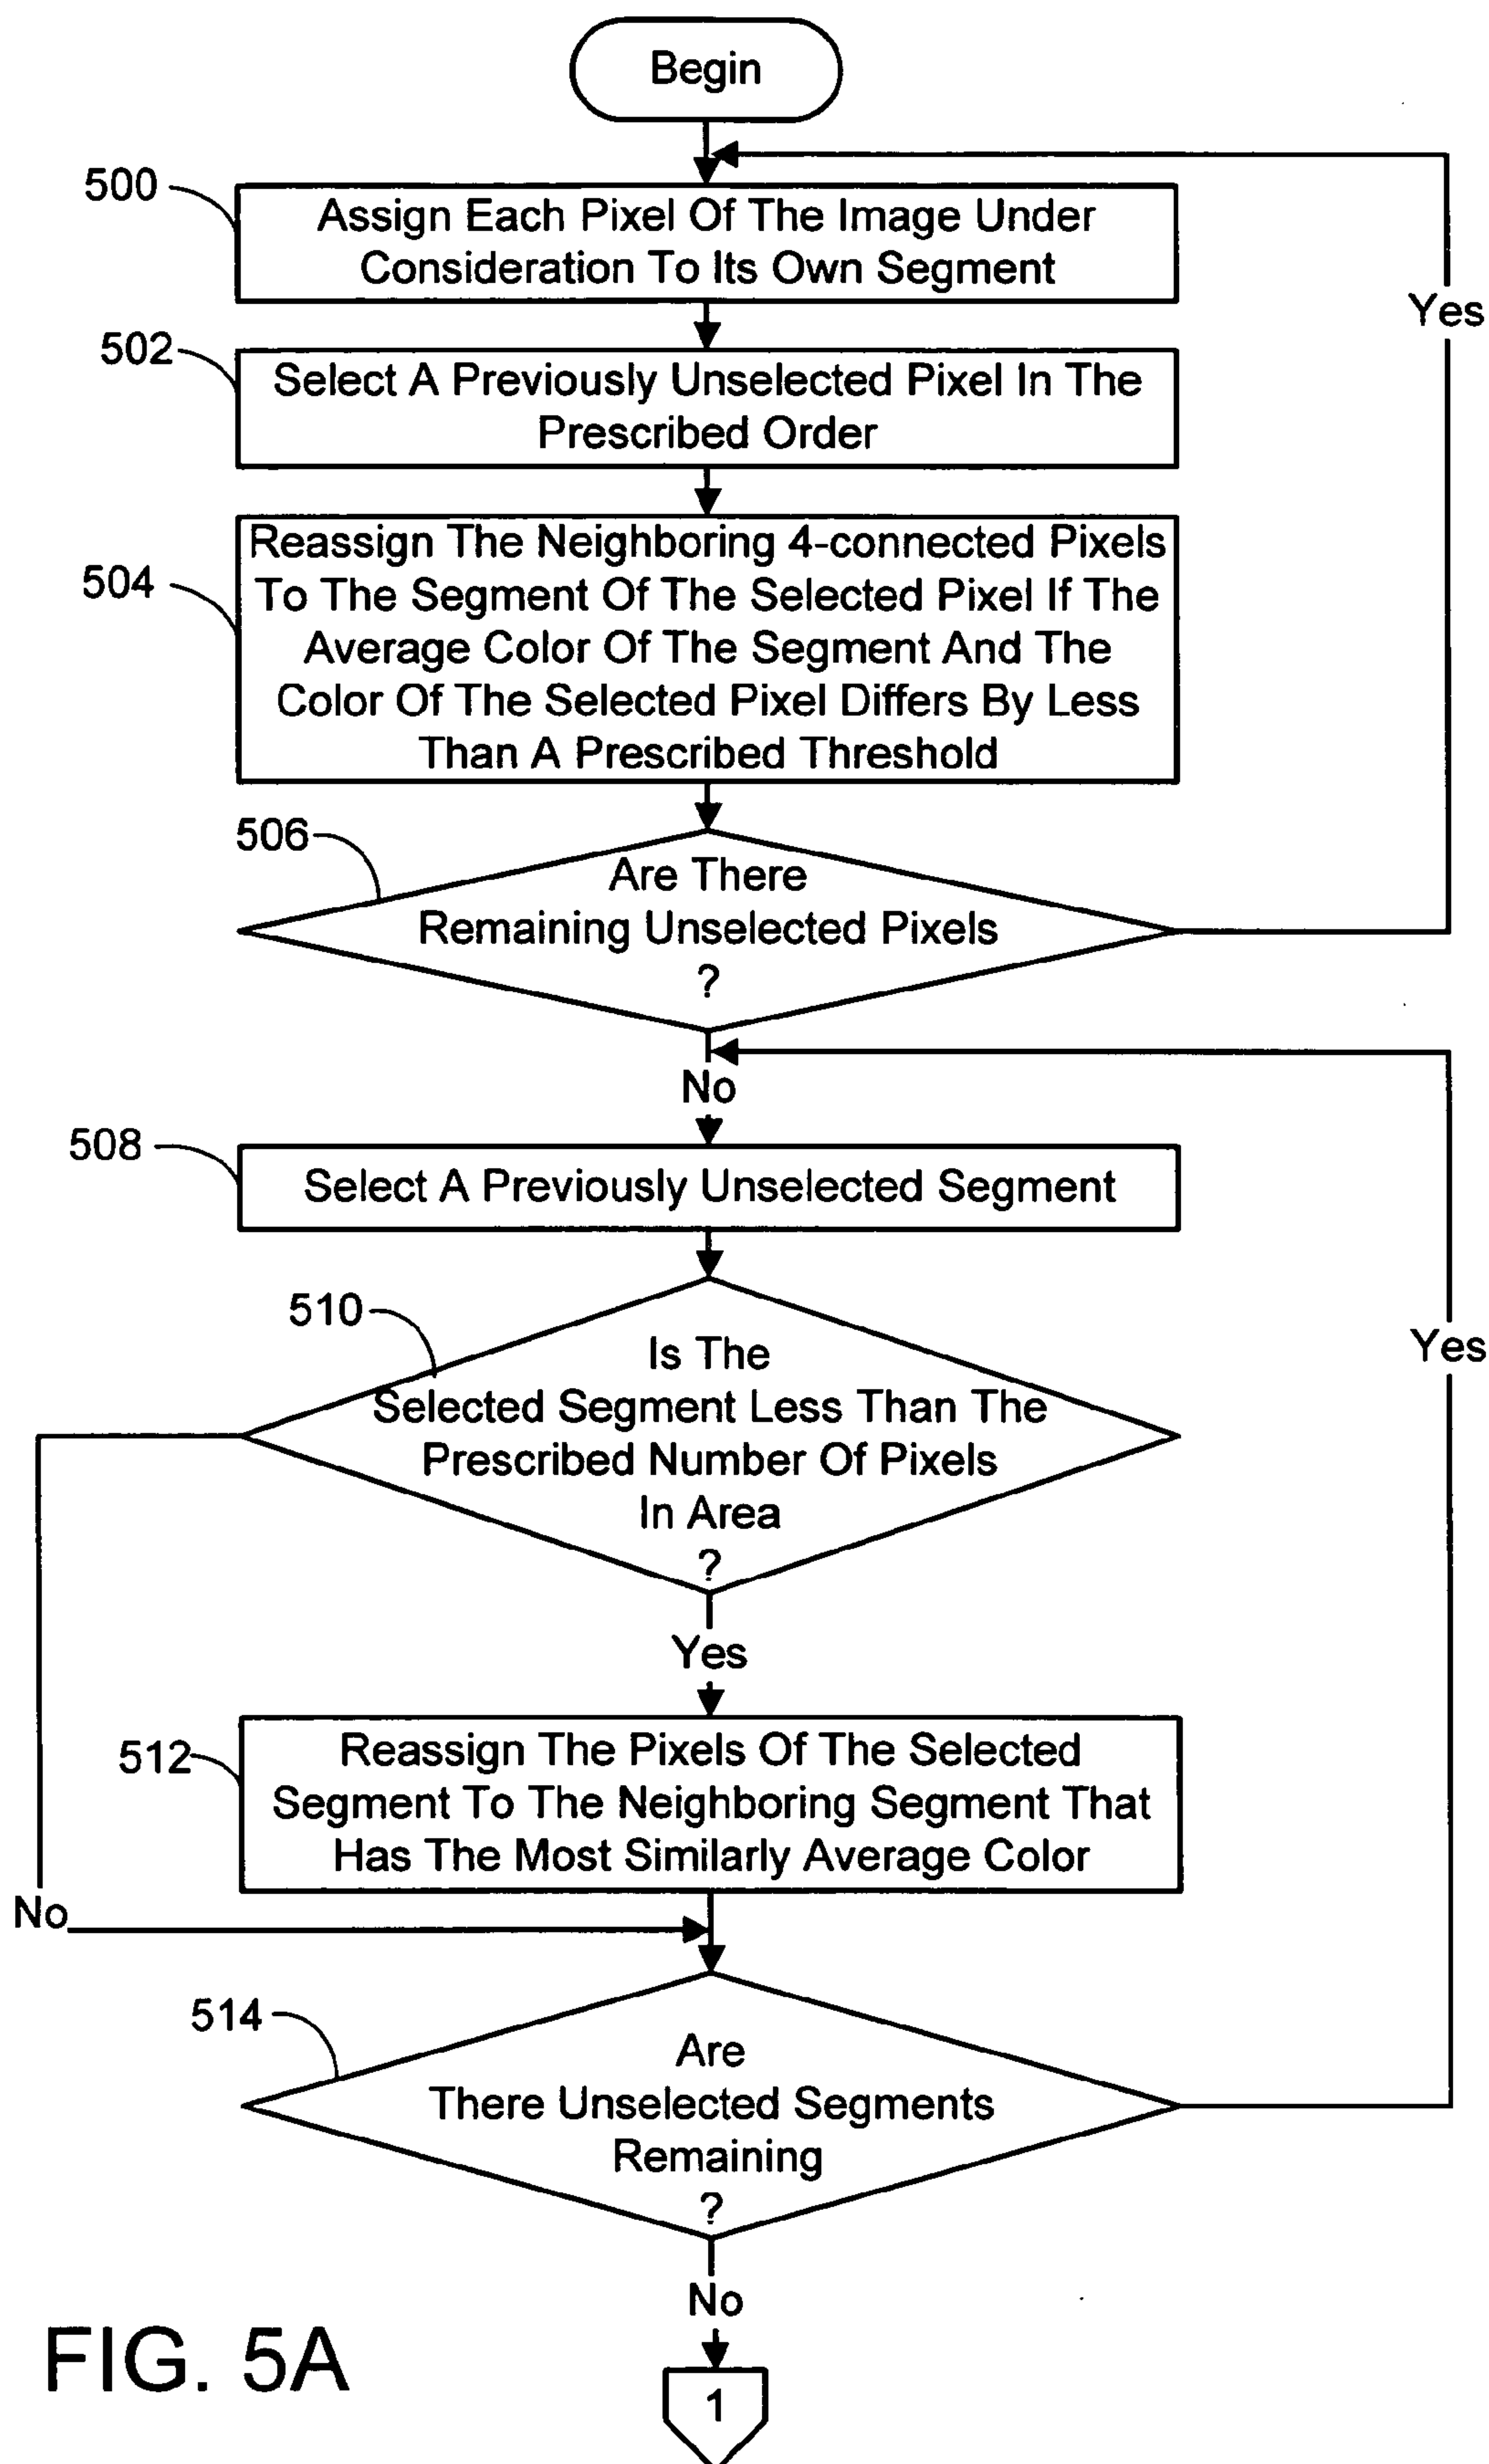 Begin
500
Assign Each Pixel Of The Image Under
Consideration To Its Own Segment
Yes
502
Select A Previously Unselected Pixel In The
Prescribed Order
504
Reassign The Neighboring 4-connected Pixels
To The Segment Of The Selected Pixel If The
Average Color Of The Segment And The
Color Of The Selected Pixel Differs By Less
Than A Prescribed Threshold
506
Are There
Remaining Unselected Pixels
?
No
508
Select A Previously Unselected Segment
510
Is The
Selected Segment Less Than The
Prescribed Number Of Pixels
In Area
?
Yes
Yes
512
Reassign The Pixels Of The Selected
Segment To The Neighboring Segment That
Has The Most Similarly Average Color
No
514
Are
There Unselected Segments
Remaining
?
No
FIG. 5A
1